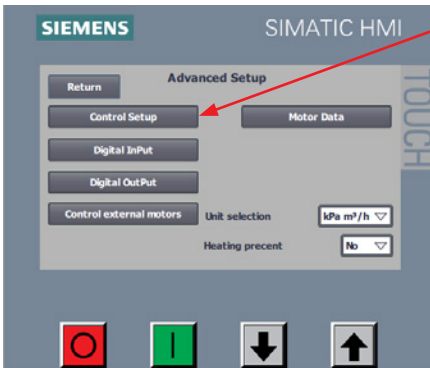 SIEMENS SIMATIC HMI
TOUCH
Return Advanced Setup
Control Setup Motor Data
Digital InPut
Digital OutPut
Control external motors Unit selection kPa m³/h
Heating precent No